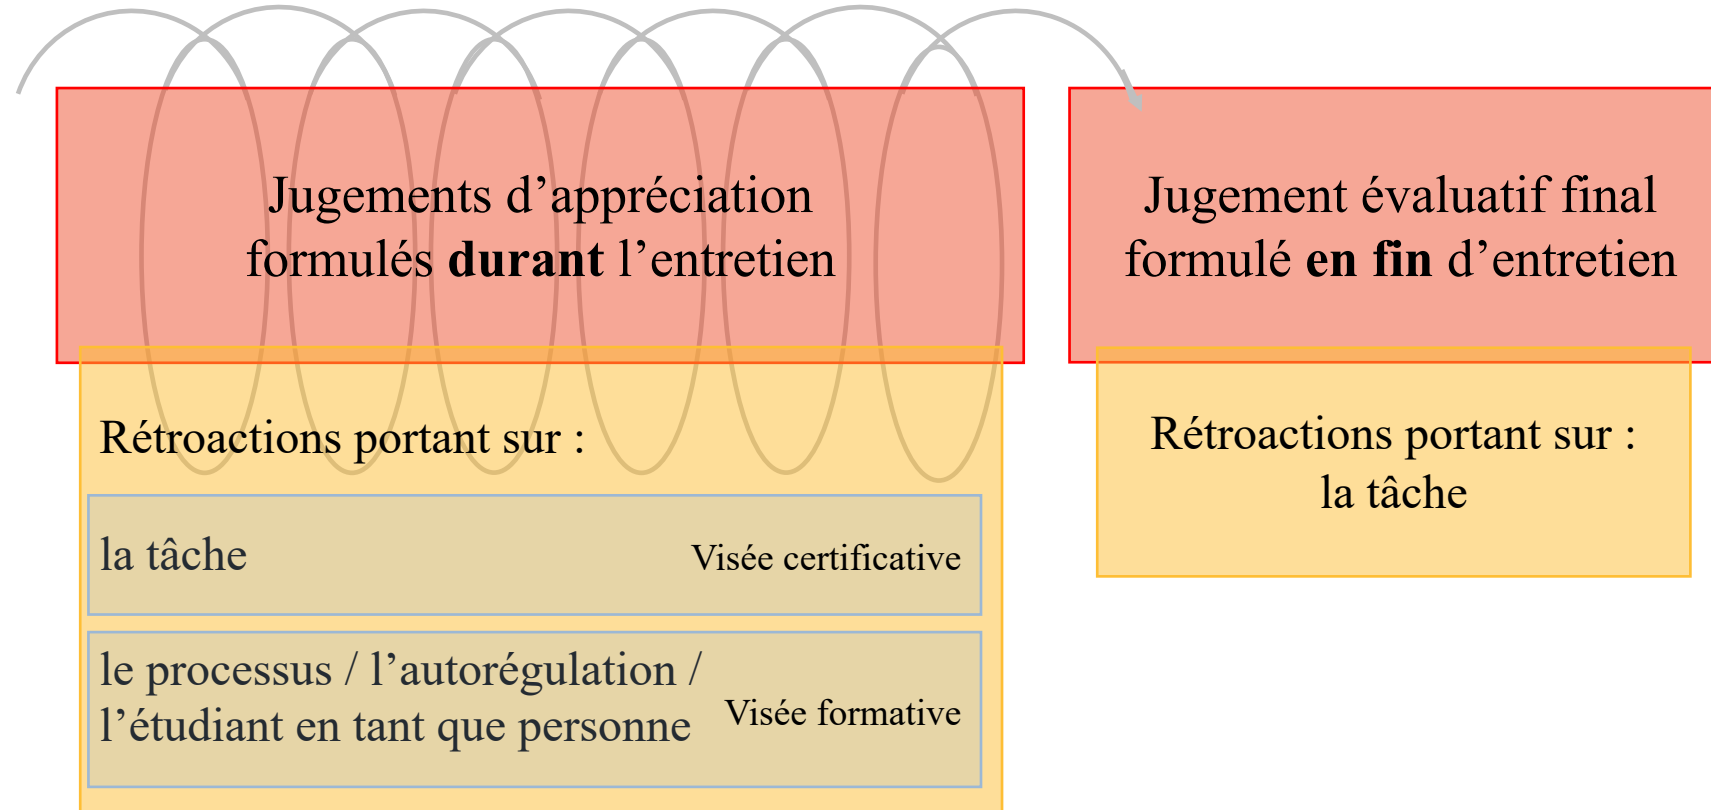 Jugements d’appréciation
formulés durant l’entretien
Jugement évaluatif final
formulé en fin d’entretien
Rétroactions portant sur :
la tâche
Visée certificative
le processus / l’autorégulation /
l’étudiant en tant que personne
Visée formative
Rétroactions portant sur :
la tâche